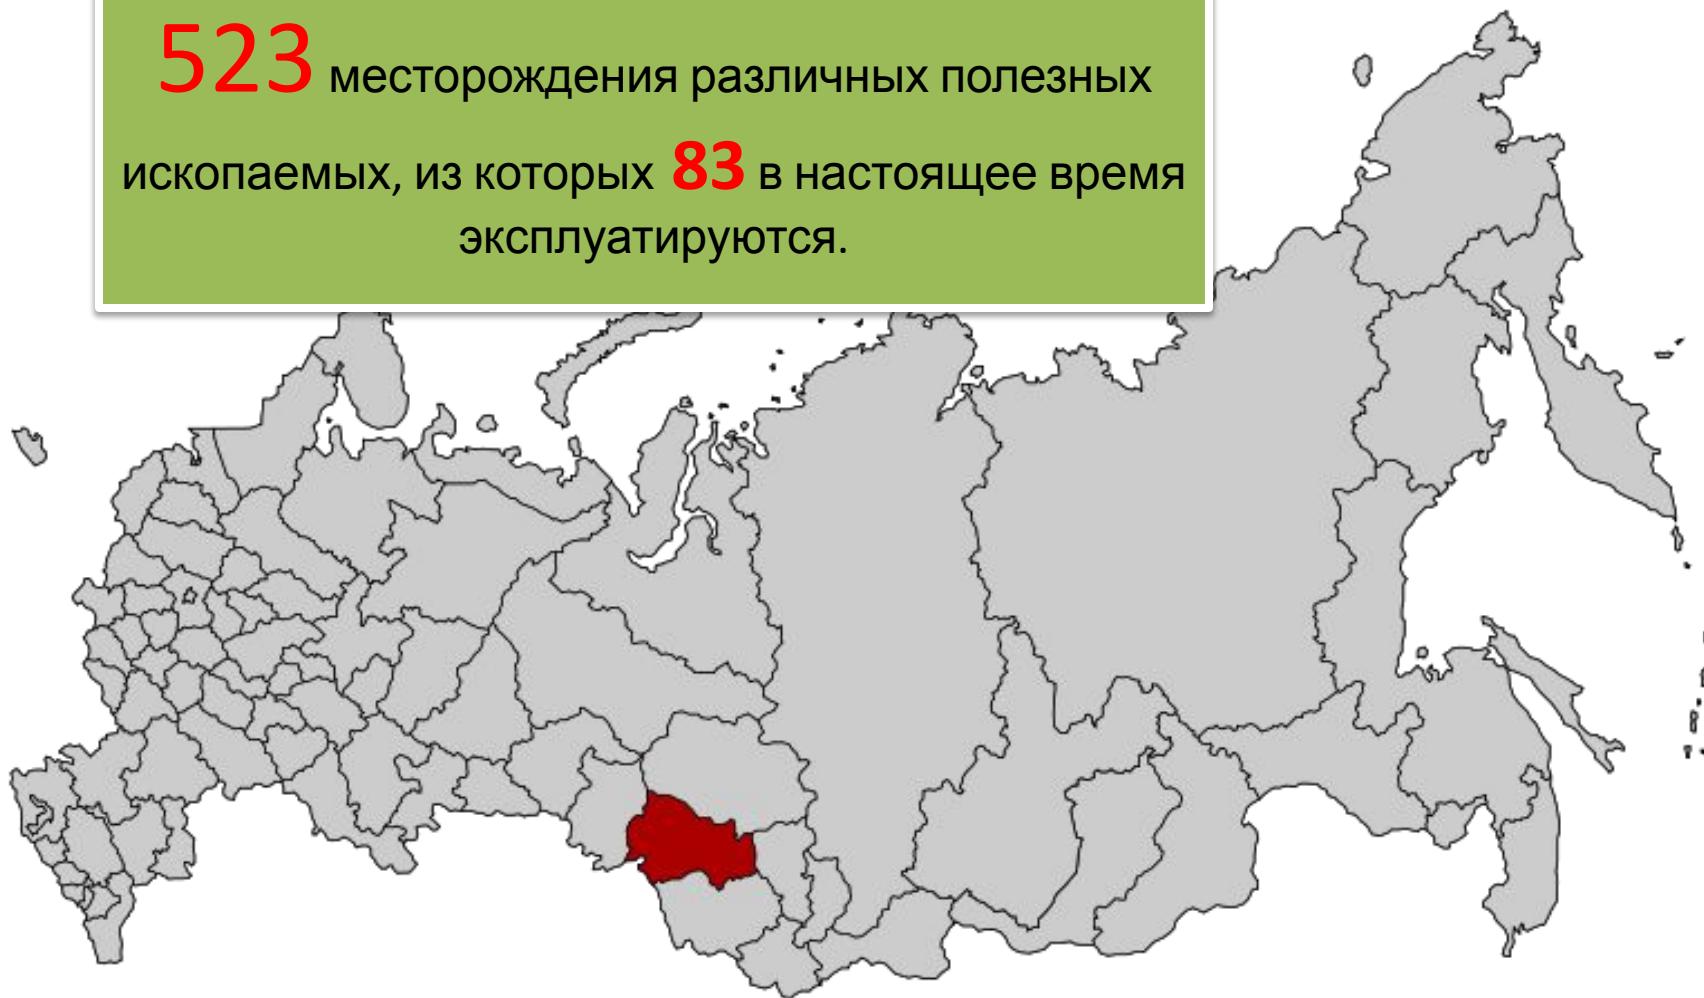 523 месторождения различных полезных
ископаемых, из которых 83 в настоящее время
эксплуатируются.